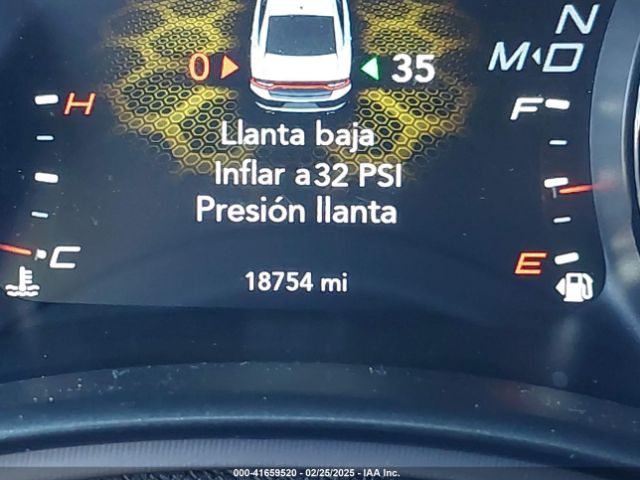 N
0 35 M D
H F
Llanta baja
Inflar a 32 PSI
Presión llanta
C E
18754 mi
000-41659520 - 02/25/2025 - IAA Inc.